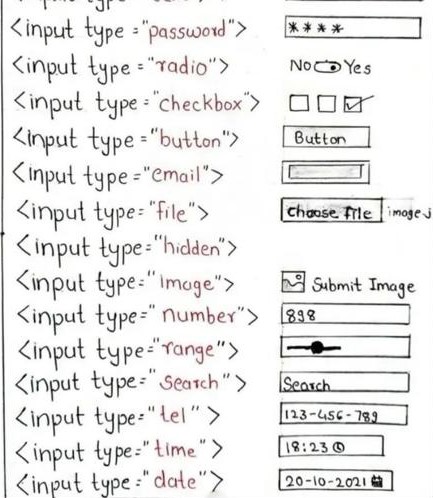 <input type="password"> ****
<input type="radio"> No Yes
<input type="checkbox">
<input type="button"> Button
<input type="email">
<input type="file"> choose file image.j
<input type="hidden">
<input type="image"> Submit Image
<input type="number"> 898
<input type="range">
<input type="search"> Search
<input type="tel"> 123-456-789
<input type="time"> 18:23
<input type="date"> 20-10-2021